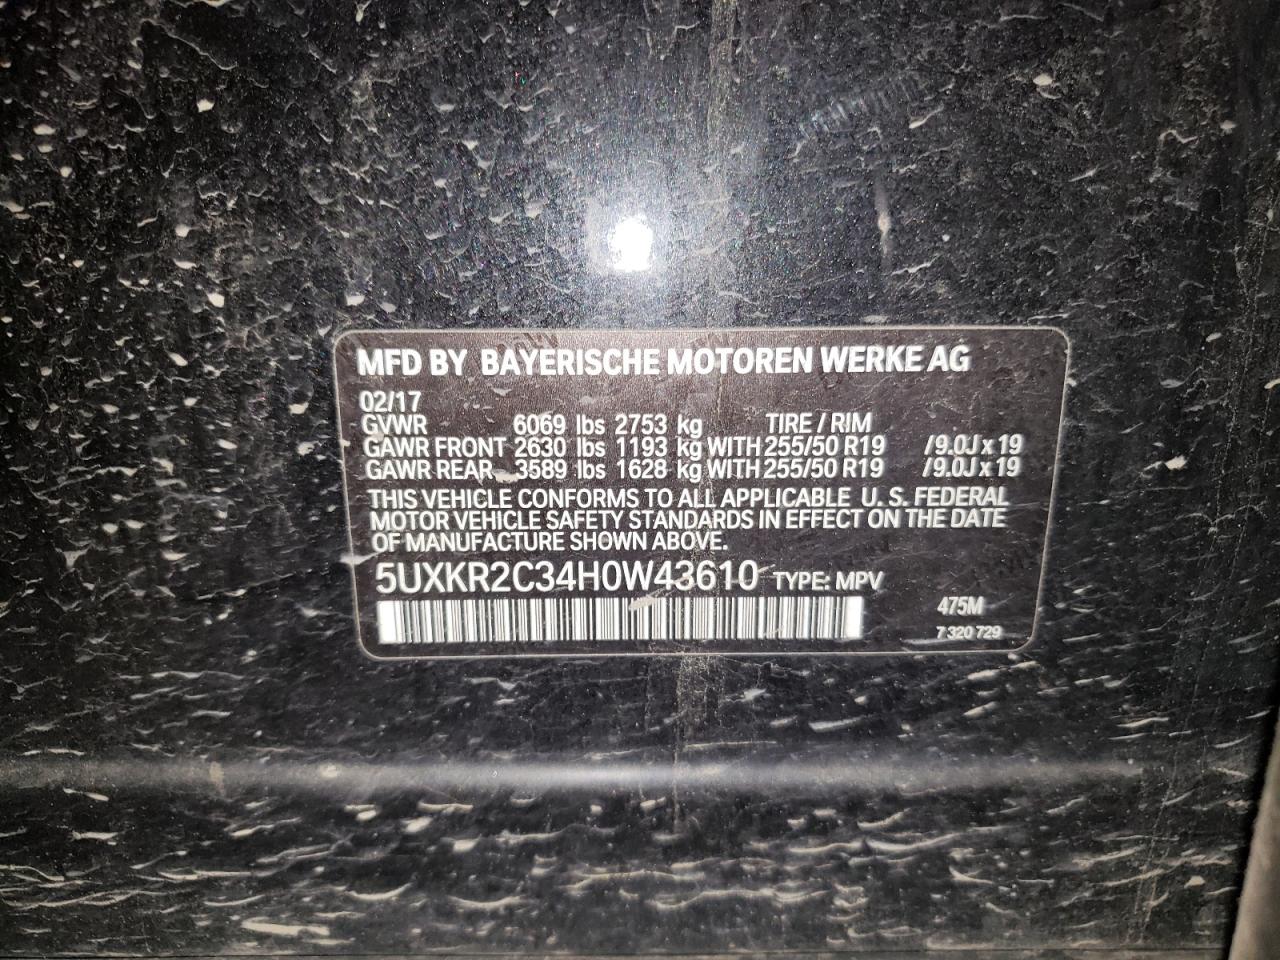 MFD BY BAYERISCHE MOTOREN WERKE AG
02/17
GVWR 6069 lbs 2753 kg TIRE / RIM
GAWR FRONT 2630 lbs 1193 kg WITH 255/50 R19 /9.0J x 19
GAWR REAR 3589 lbs 1628 kg WITH 255/50 R19 /9.0J x 19
THIS VEHICLE CONFORMS TO ALL APPLICABLE U.S. FEDERAL
MOTOR VEHICLE SAFETY STANDARDS IN EFFECT ON THE DATE
OF MANUFACTURE SHOWN ABOVE.
5UXKR2C34H0W43610 TYPE: MPV
475M
7 320 729